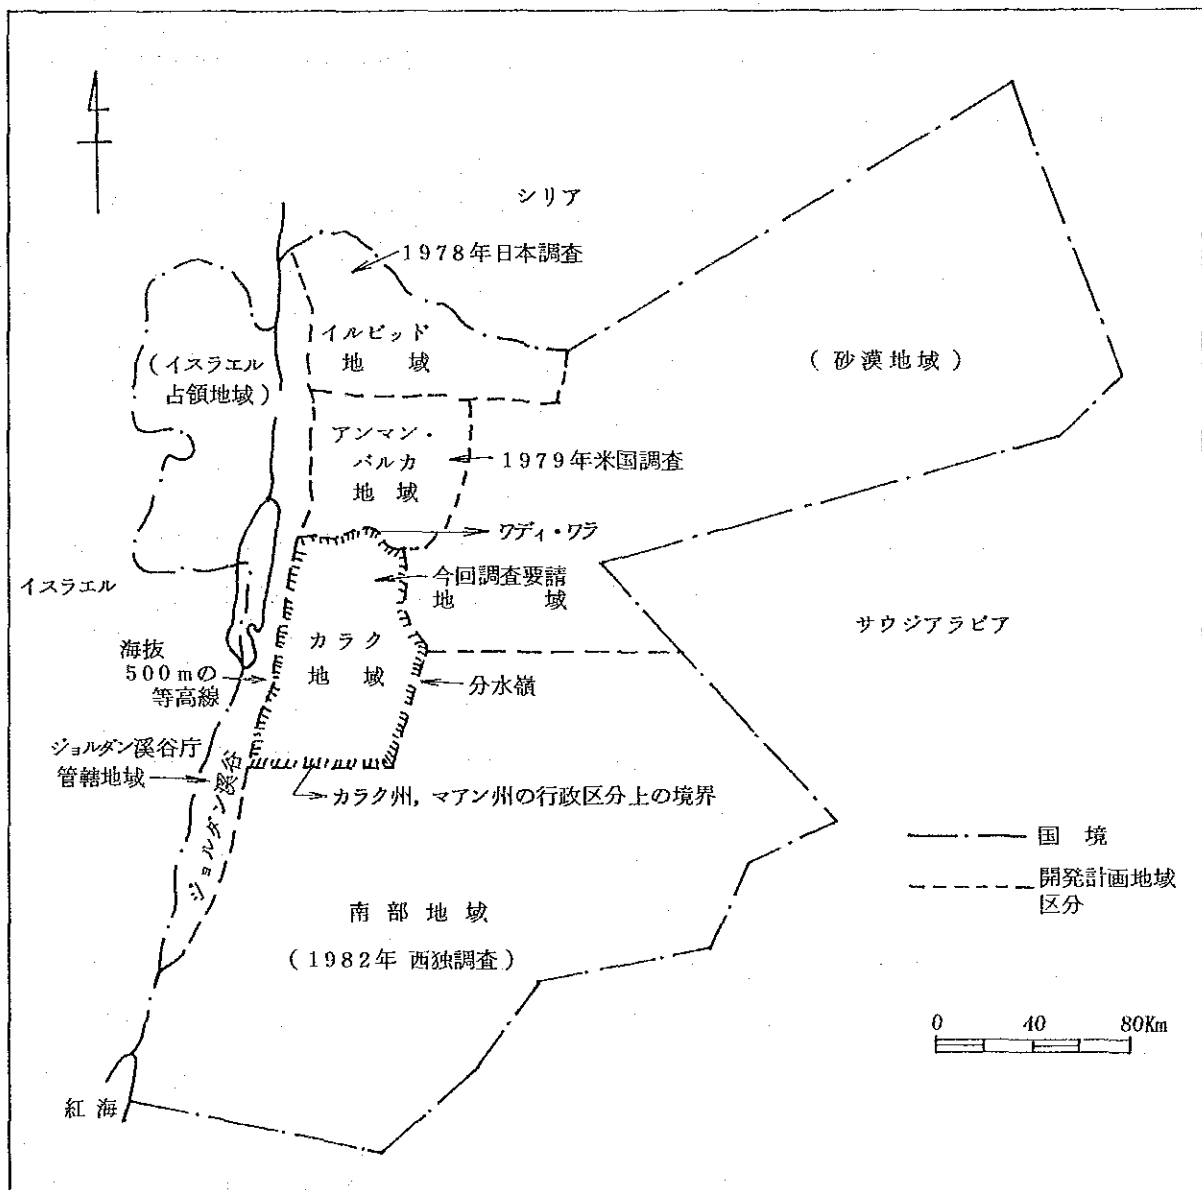 シリア
1978年日本調査
イルビッド
地域
(イスラエル
占領地域)
(砂漠地域)
アンマン・
バルカ
地域
1979年米国調査
ワディ・ワラ
イスラエル
今回調査要請
地域
サウジアラビア
カラク
地域
海抜
500mの
等高線
分水嶺
ジョルダン渓谷庁
管轄地域
ジョルダン渓谷
カラク州,マアン州の行政区分上の境界
国境
開発計画地域
区分
南部地域
(1982年 西独調査)
0 40 80Km
紅海